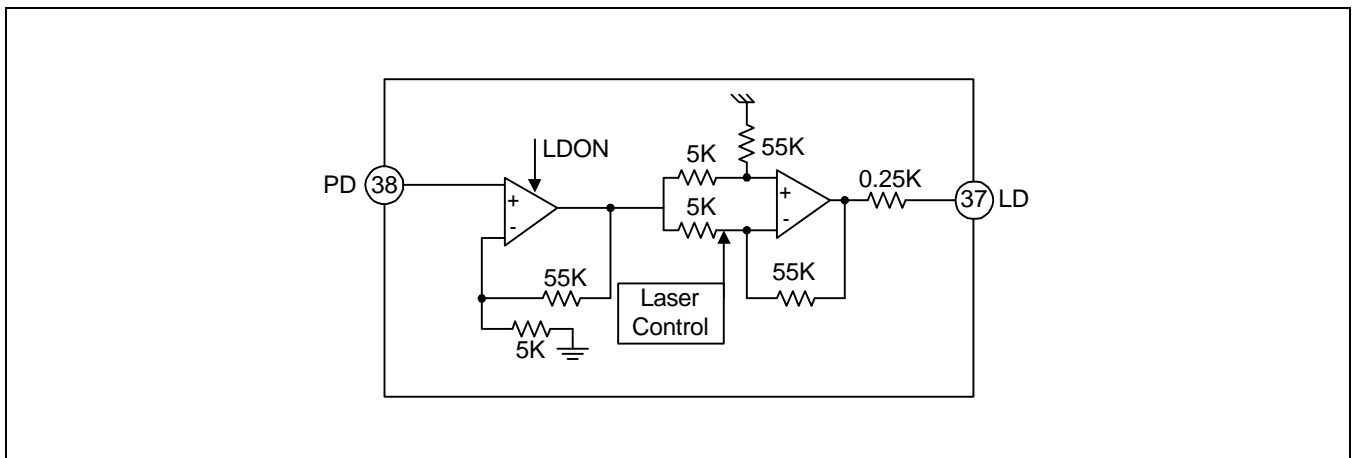 LDON
55K
5K
0.25K
PD 38
+
-
5K
+
-
37 LD
55K
55K
Laser
Control
5K